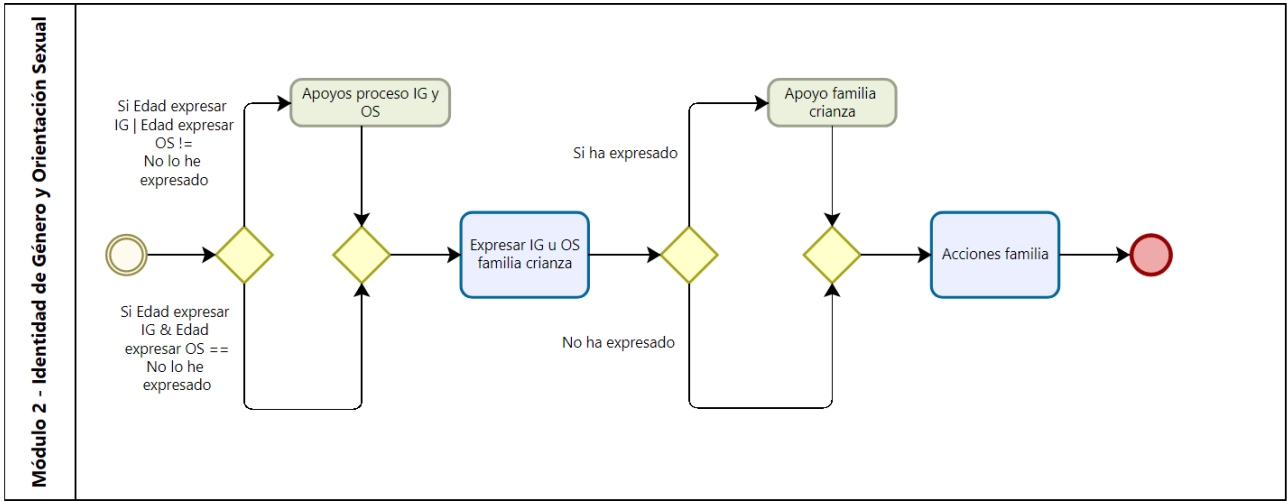 Módulo 2 - Identidad de Género y Orientación Sexual
Si Edad expresar
IG | Edad expresar
OS !=
No lo he
expresado
Apoyos proceso IG y
OS
Si Edad expresar
IG & Edad
expresar OS ==
No lo he
expresado
Expresar IG u OS
familia crianza
Si ha expresado
Apoyo familia
crianza
No ha expresado
Acciones familia